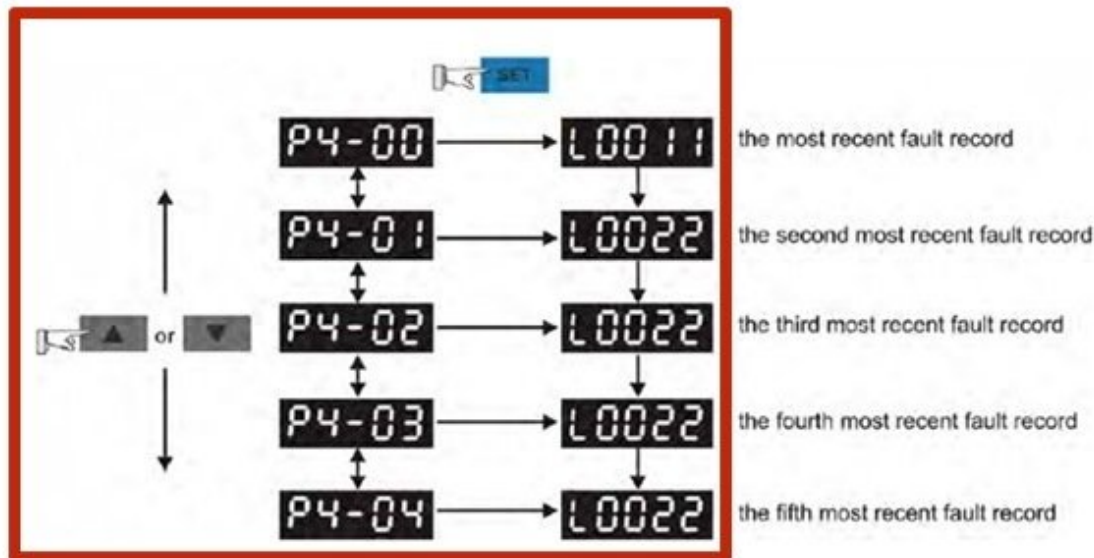 SET
P4-00 L0011 the most recent fault record
P4-01 L0022 the second most recent fault record
▲ or ▼ P4-02 L0022 the third most recent fault record
P4-03 L0022 the fourth most recent fault record
P4-04 L0022 the fifth most recent fault record